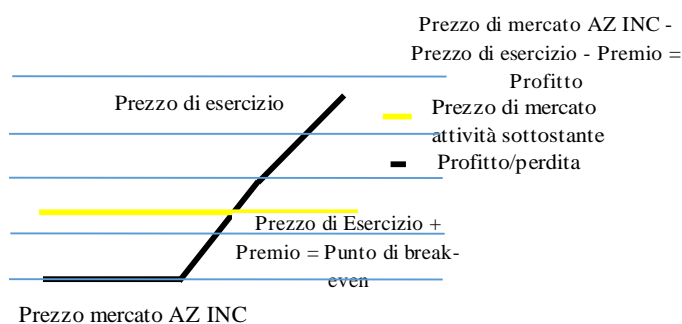 Prezzo di mercato AZ INC -
Prezzo di esercizio - Premio =
Profitto
Prezzo di esercizio
Prezzo di mercato
attività sottostante
Profitto/perdita
Prezzo di Esercizio +
Premio = Punto di break-
even
Prezzo mercato AZ INC